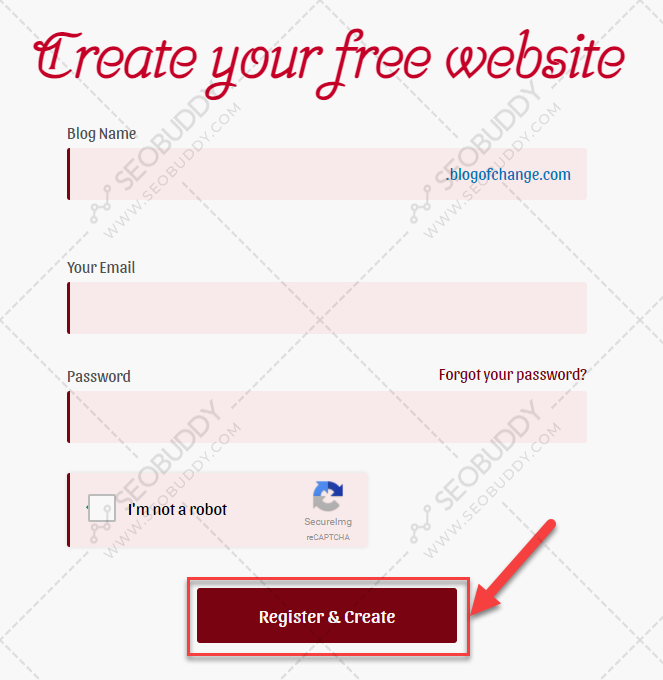 Create your free website
Blog Name
.blogofchange.com
Your Email
Password
Forgot your password?
I'm not a robot
SecureImg
reCAPTCHA
Register & Create
SEOBUDDY
WWW.SEOBUDDY.COM
SEOBUDDY
WWW.SEOBUDDY.COM
SEOBUDDY
WWW.SEOBUDDY.COM
SEOBUDDY
WWW.SEOBUDDY.COM